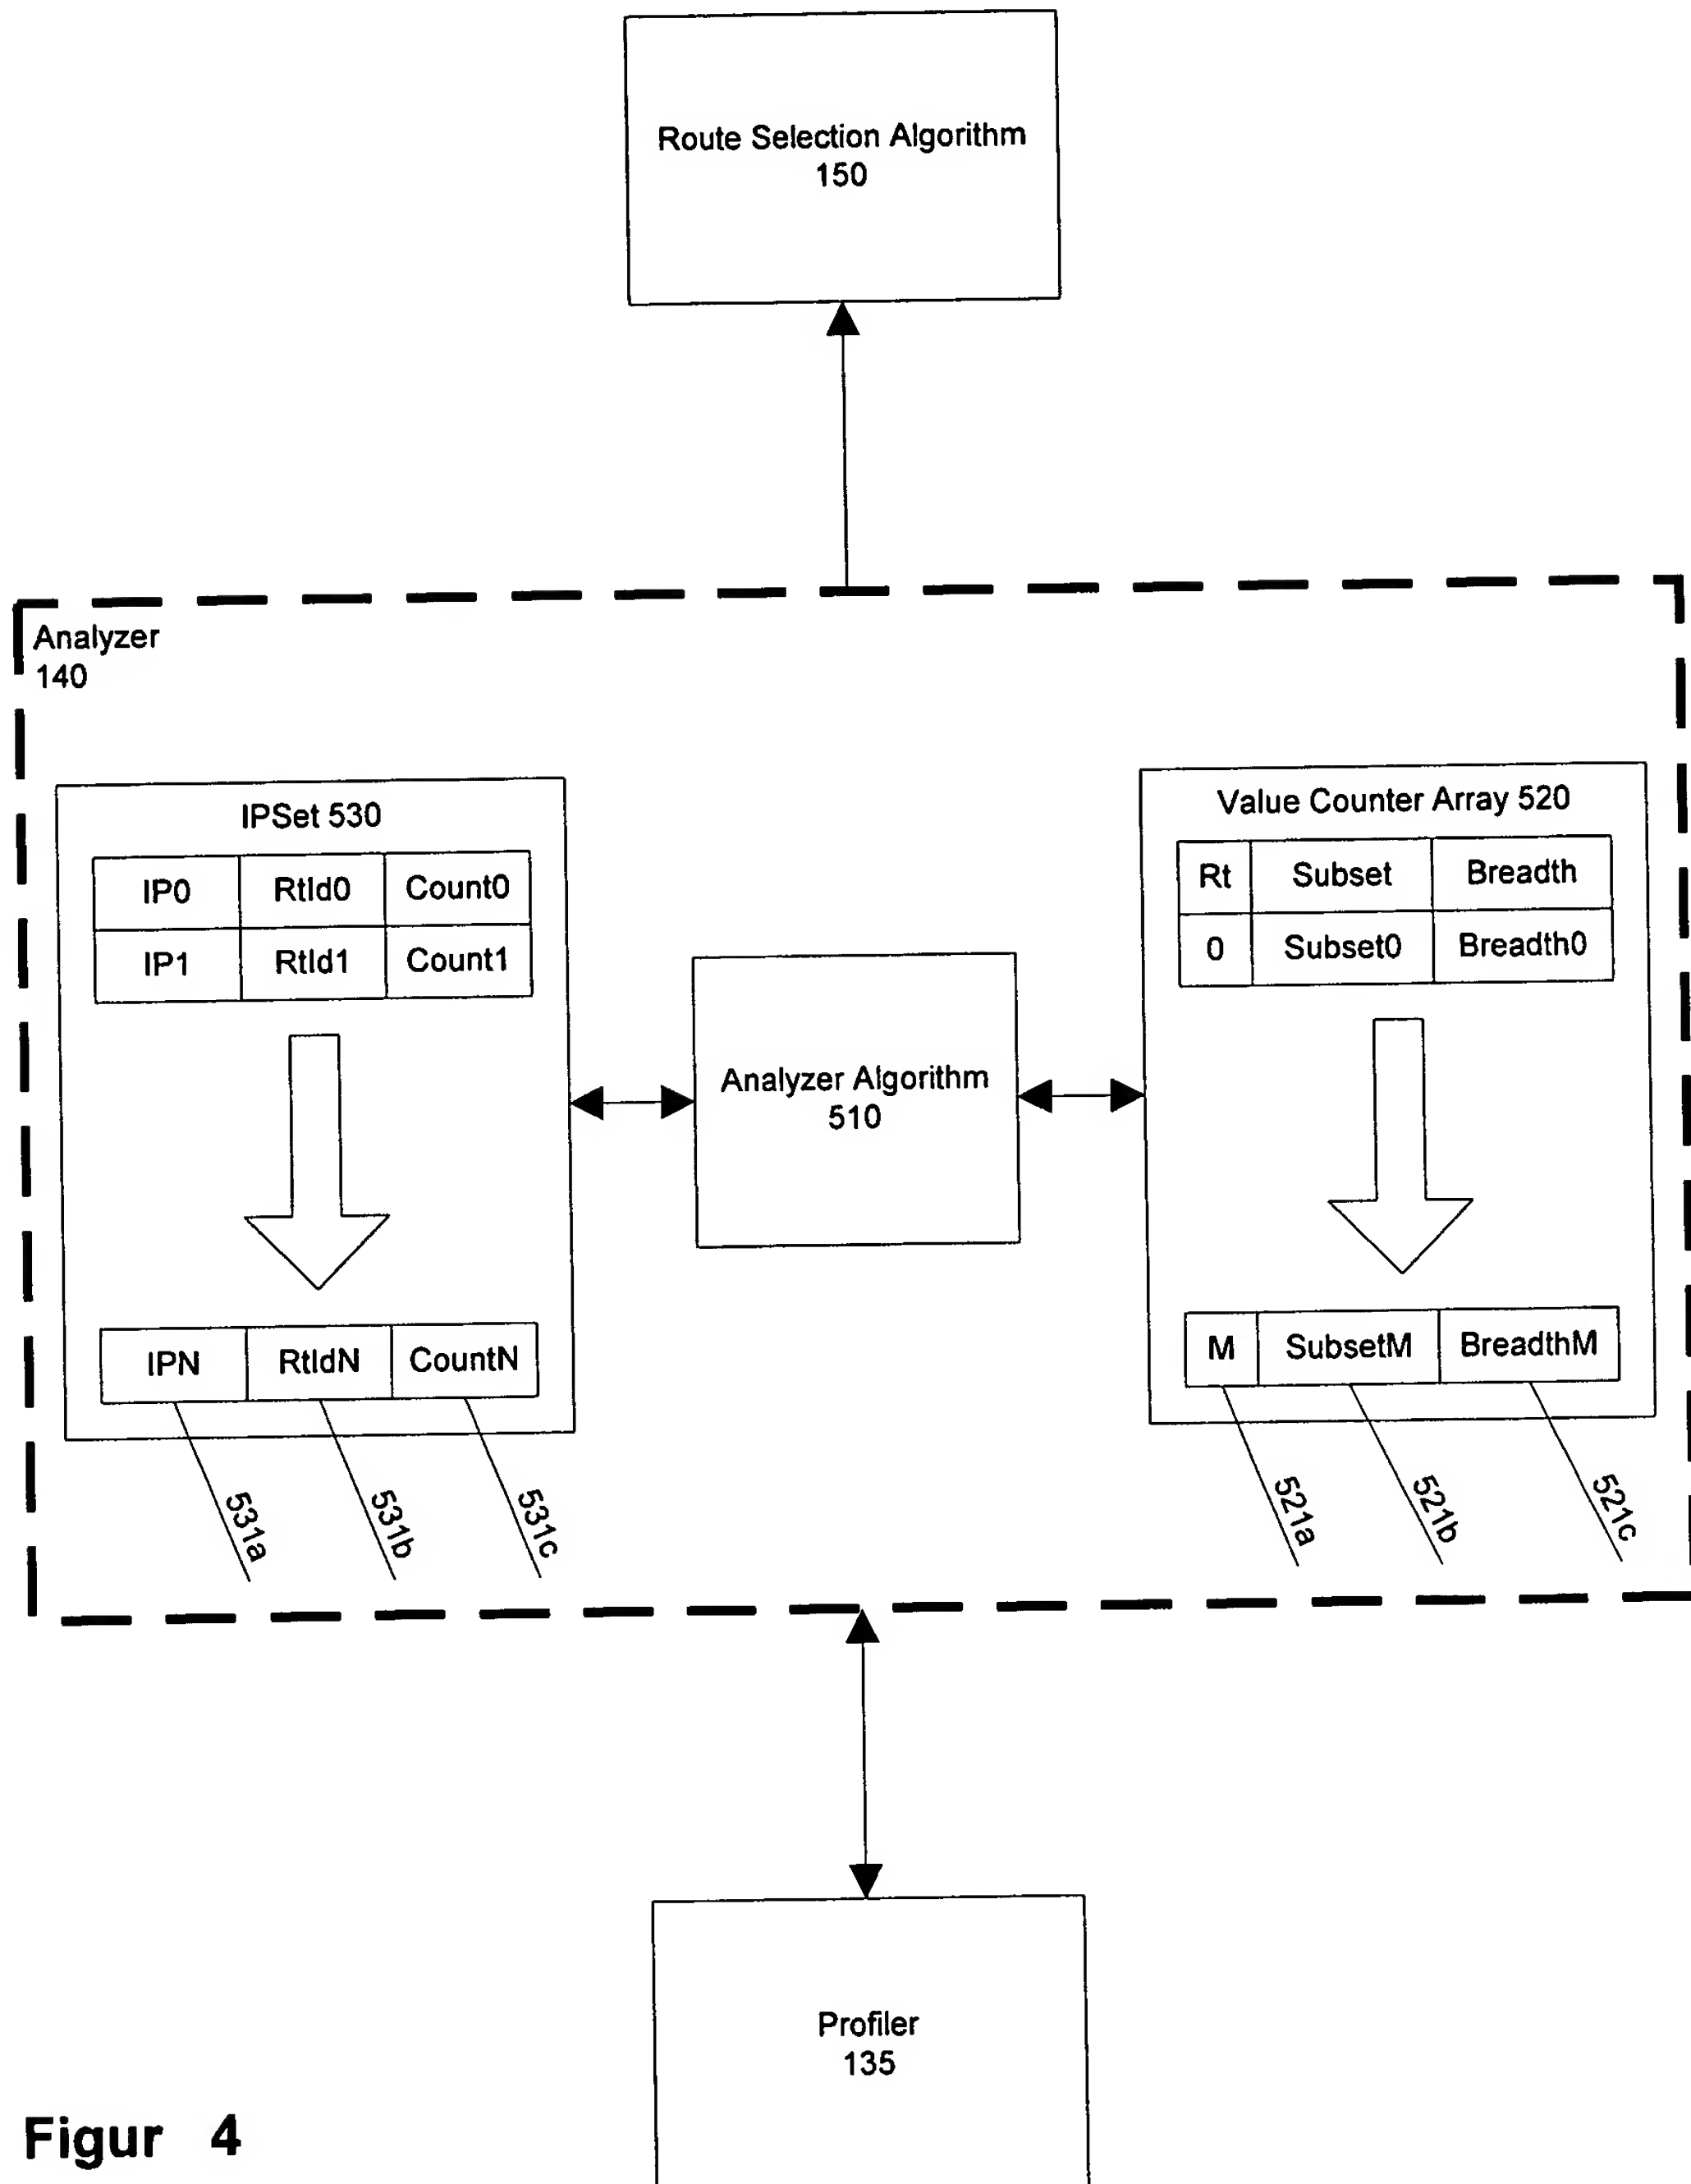 Route Selection Algorithm
150
Analyzer
140
IPSet 530
IP0 RtId0 Count0
IP1 RtId1 Count1
IPN RtIdN CountN
531a
531b
531c
Analyzer Algorithm
510
Value Counter Array 520
Rt Subset Breadth
0 Subset0 Breadth0
M SubsetM BreadthM
521a
521b
521c
Profiler
135
Figur 4